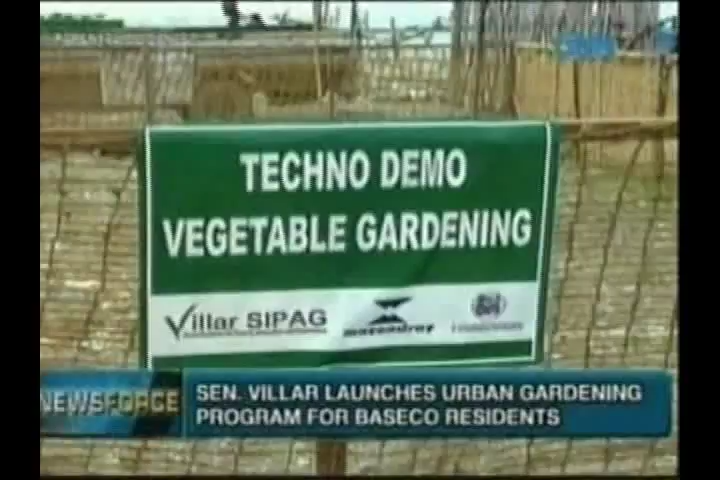 TECHNO DEMO
VEGETABLE GARDENING
Villar SIPAG
NEWSFORCE
SEN. VILLAR LAUNCHES URBAN GARDENING
PROGRAM FOR BASECO RESIDENTS